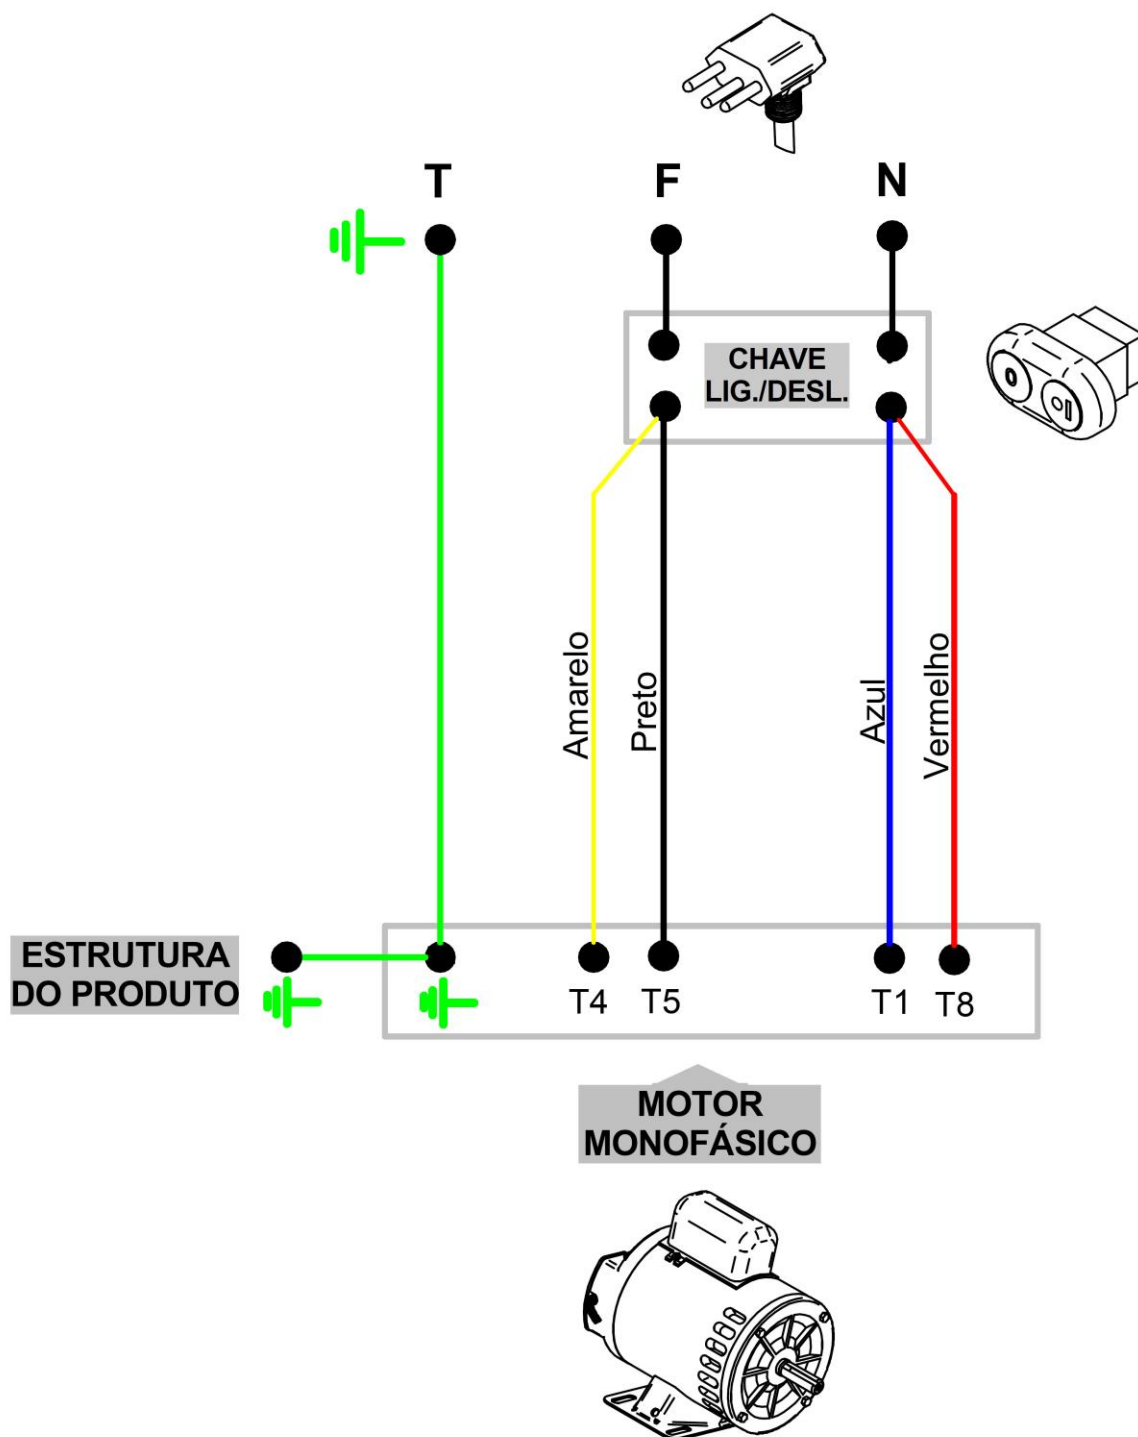 T
F
N
CHAVE
LIG./DESL.
Amarelo
Preto
Azul
Vermelho
ESTRUTURA
DO PRODUTO
T4
T5
T1
T8
MOTOR
MONOFÁSICO